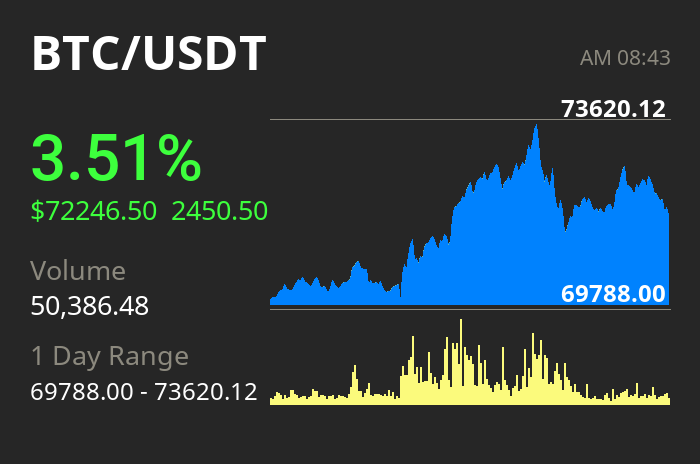 BTC/USDT
AM 08:43
73620.12
3.51%
$72246.50 2450.50
Volume
50,386.48
69788.00
1 Day Range
69788.00 - 73620.12